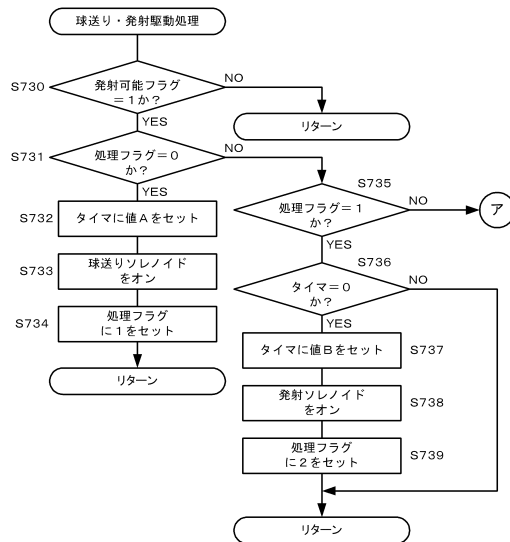 球送り・発射駆動処理
S730
発射可能フラグ
＝１か？
NO
YES
リターン
S731
処理フラグ＝０
か？
NO
YES
S732
タイマに値Ａをセット
S733
球送りソレノイド
をオン
S734
処理フラグ
に１をセット
リターン
S735
処理フラグ＝１
か？
NO
ア
YES
S736
タイマ＝０
か？
NO
YES
タイマに値Ｂをセット
S737
発射ソレノイド
をオン
S738
処理フラグ
に２をセット
S739
リターン